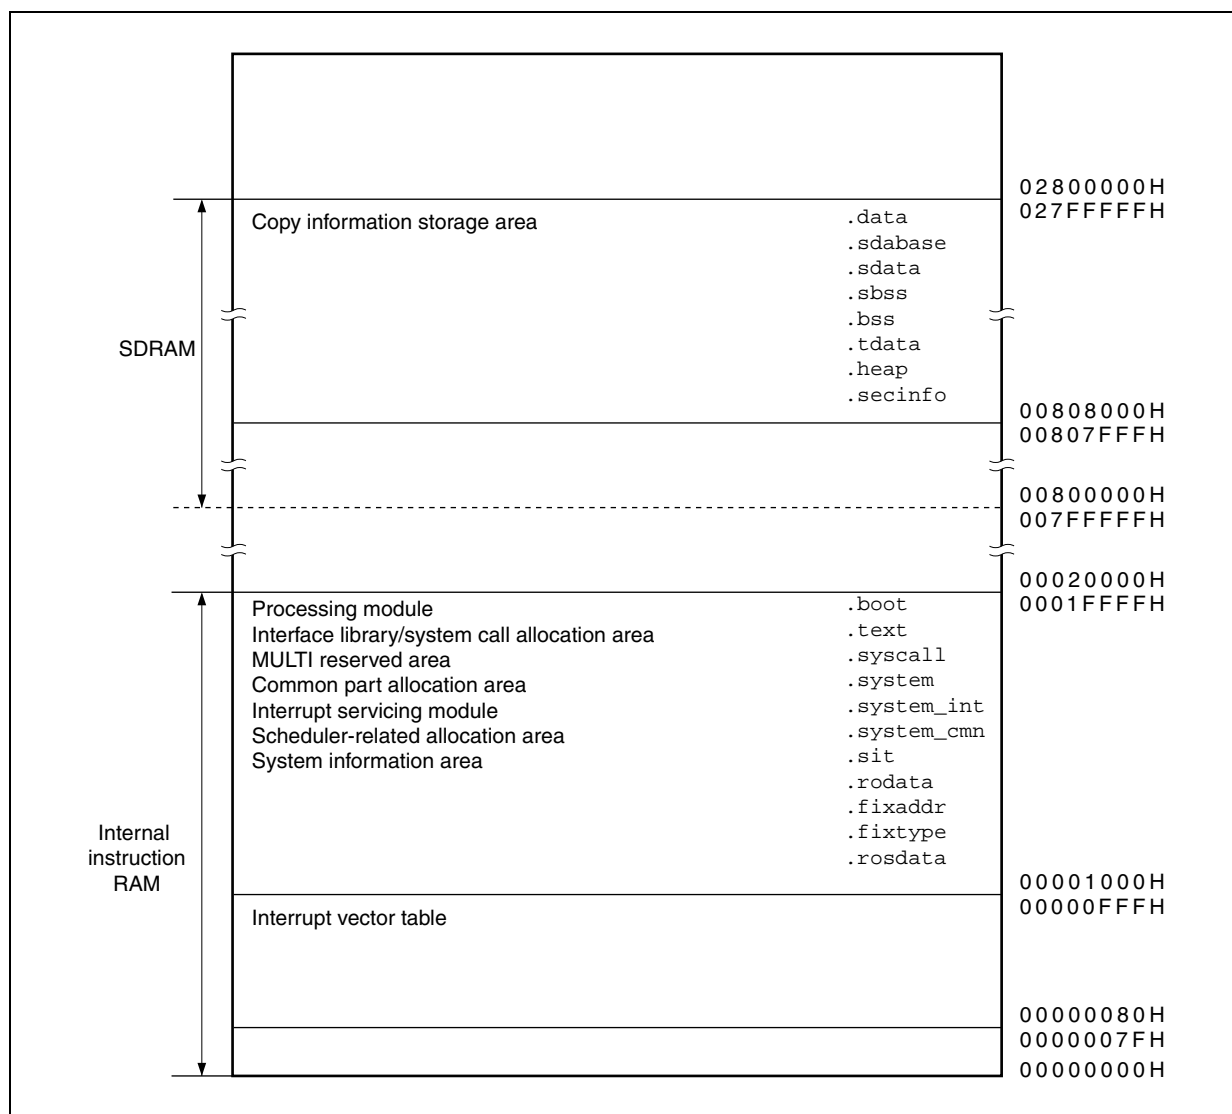 02800000H
027FFFFFH
Copy information storage area .data
.sdabase
.sdata
.sbss
.bss
SDRAM .tdata
.heap
.secinfo
00808000H
00807FFFH
00800000H
007FFFFFH
00020000H
Processing module .boot 0001FFFFH
Interface library/system call allocation area .text
MULTI reserved area .syscall
Common part allocation area .system
Interrupt servicing module .system_int
Scheduler-related allocation area .system_cmn
System information area .sit
.rodata
.fixaddr
Internal .fixtype
instruction .rosdata
RAM 00001000H
Interrupt vector table 00000FFFH
00000080H
0000007FH
00000000H